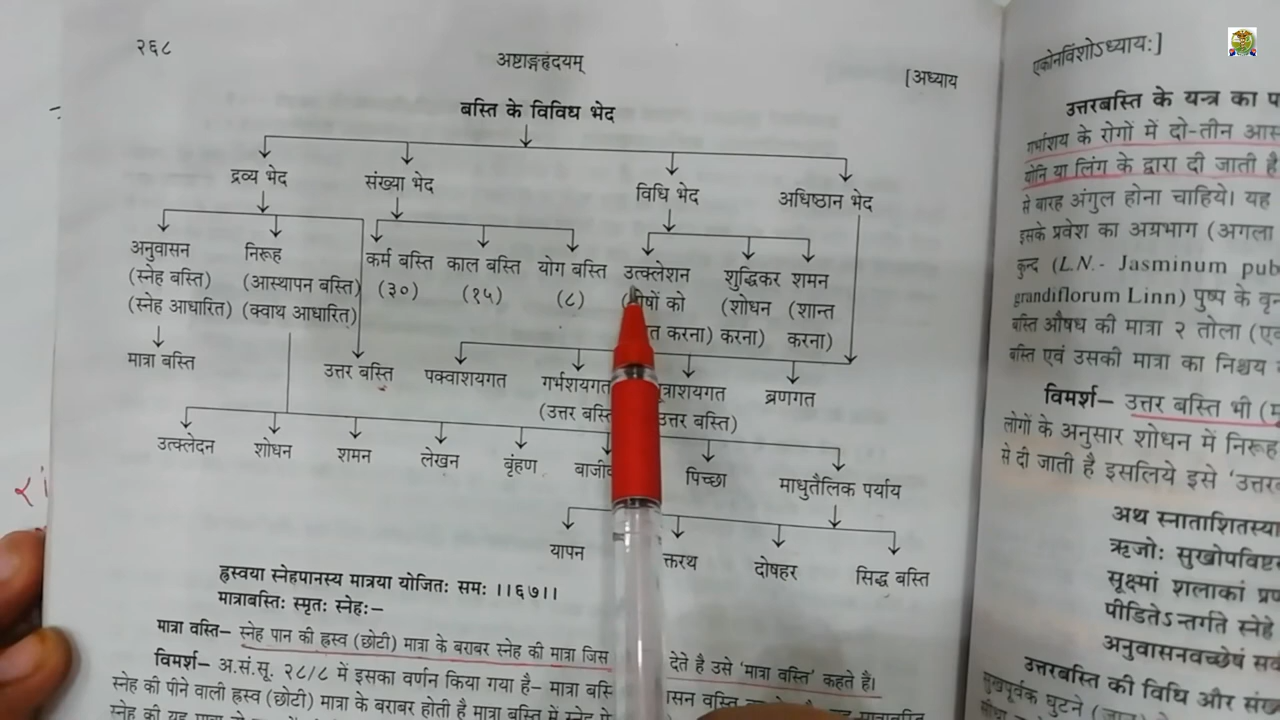 २६८
अष्टाङ्गहृदयम्
[अध्याय
बस्ति के विविध भेद
द्रव्य भेद संख्या भेद विधि भेद अधिष्ठान भेद
अनुवासन निरूह कर्म बस्ति काल बस्ति योग बस्ति उत्क्लेशन शुद्धिकर शमन
(स्नेह बस्ति) (आस्थापन बस्ति) (३०) (१५) (८) को (शोधन (शान्त
(स्नेह आधारित) (क्वाथ आधारित) करना) करना) करना)
मात्रा बस्ति उत्तर बस्ति पक्वाशयगत गर्भशयगत त्राशयगत ब्रणगत
(उत्तर बस्ति उत्तर बस्ति)
उत्क्लेदन शोधन शमन लेखन बृंहण पिच्छा माधुतैलिक पर्याय
यापन क्तरथ दोषहर सिद्ध बस्ति
ह्रस्वया स्नेहपानस्य मात्रया योजितः समः ।।६७।।
मात्राबस्तिः स्मृतः स्नेहः–
मात्रा वस्ति– स्नेह पान की ह्रस्व (छोटी) मात्रा के बराबर स्नेह की मात्रा जिस देते है उसे 'मात्रा वस्ति' कहते है।
विमर्श– अ.सं.सू. २८/८ में इसका वर्णन किया गया है– मात्रा बस्
स्नेह की पीने वाली ह्रस्व (छोटी) मात्रा के बराबर होती है मात्रा बस्ति में
एकोनविंशोऽध्यायः]
उत्तरबस्ति के यन्त्र का
गर्भाशय के रोगों में दो-तीन
योनि या लिंग के द्वारा दी जाती है
से बारह अंगुल होना चाहिये। यह
इसके प्रवेश का अग्रभाग (अगला
कुन्द (L.N.- Jasminum pub
grandiflorum Linn) पुष्प के
बस्ति औषध की मात्रा २ तोला
बस्ति एवं उसकी मात्रा का निश्चय
विमर्श– उत्तर बस्ति भी
लोगों के अनुसार शोधन में निरूह
से दी जाती है इसलिये इसे
अथ स्नाताशितस्या
ऋजोः सुखोपविष्ट
सूक्ष्मां शलाकां
पीडितेऽन्तर्गते स्नेहे
अनुवासनवच्छेषं
उत्तरबस्ति की विधि और
सुखपूर्वक घुटने